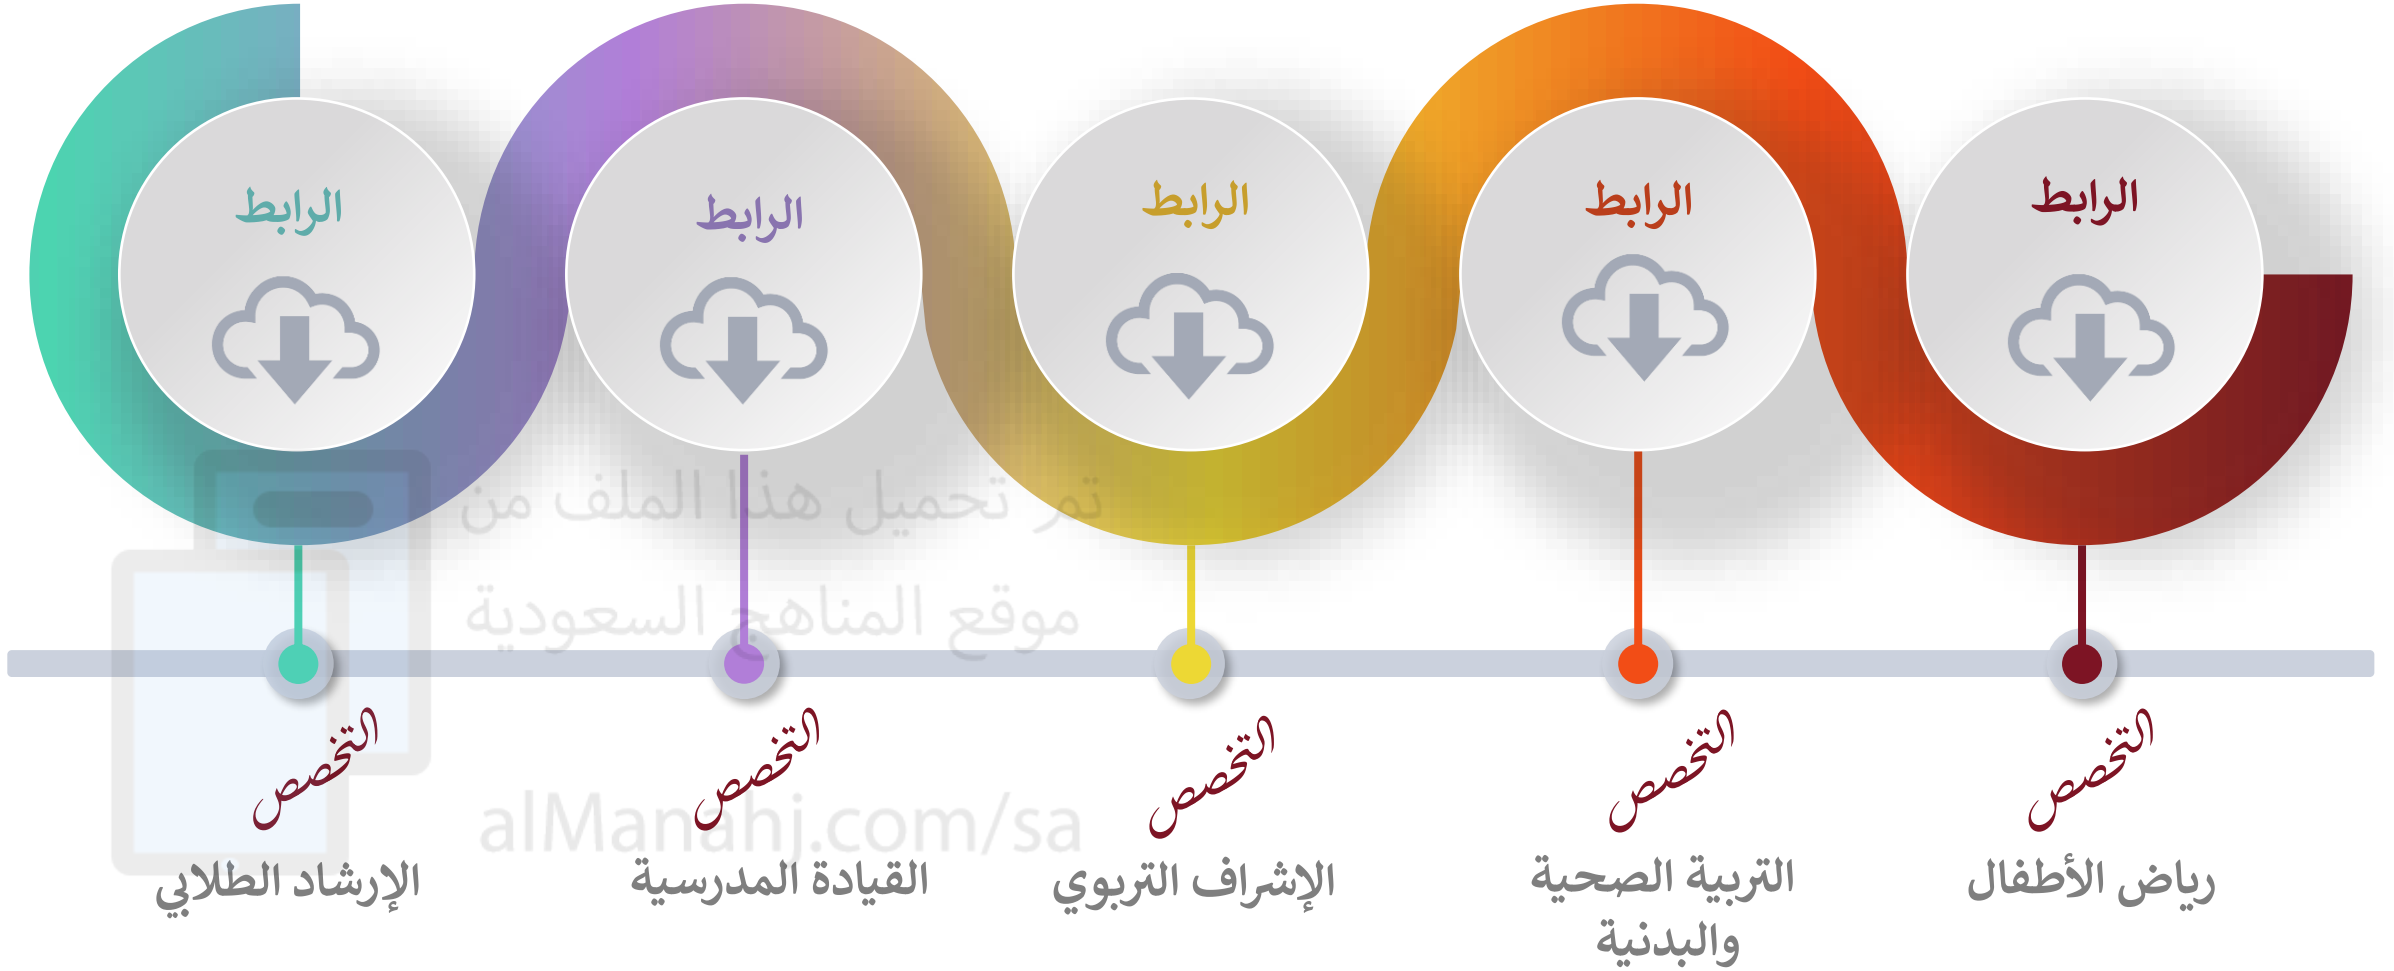 الرابط
الرابط
الرابط
الرابط
الرابط
تم تحميل هذا الملف من
موقع المناهج السعودية
alManahj.com/sa
التخصص
التخصص
التخصص
التخصص
التخصص
رياض الأطفال
التربية الصحية
والبدنية
الإشراف التربوي
القيادة المدرسية
الإرشاد الطلابي